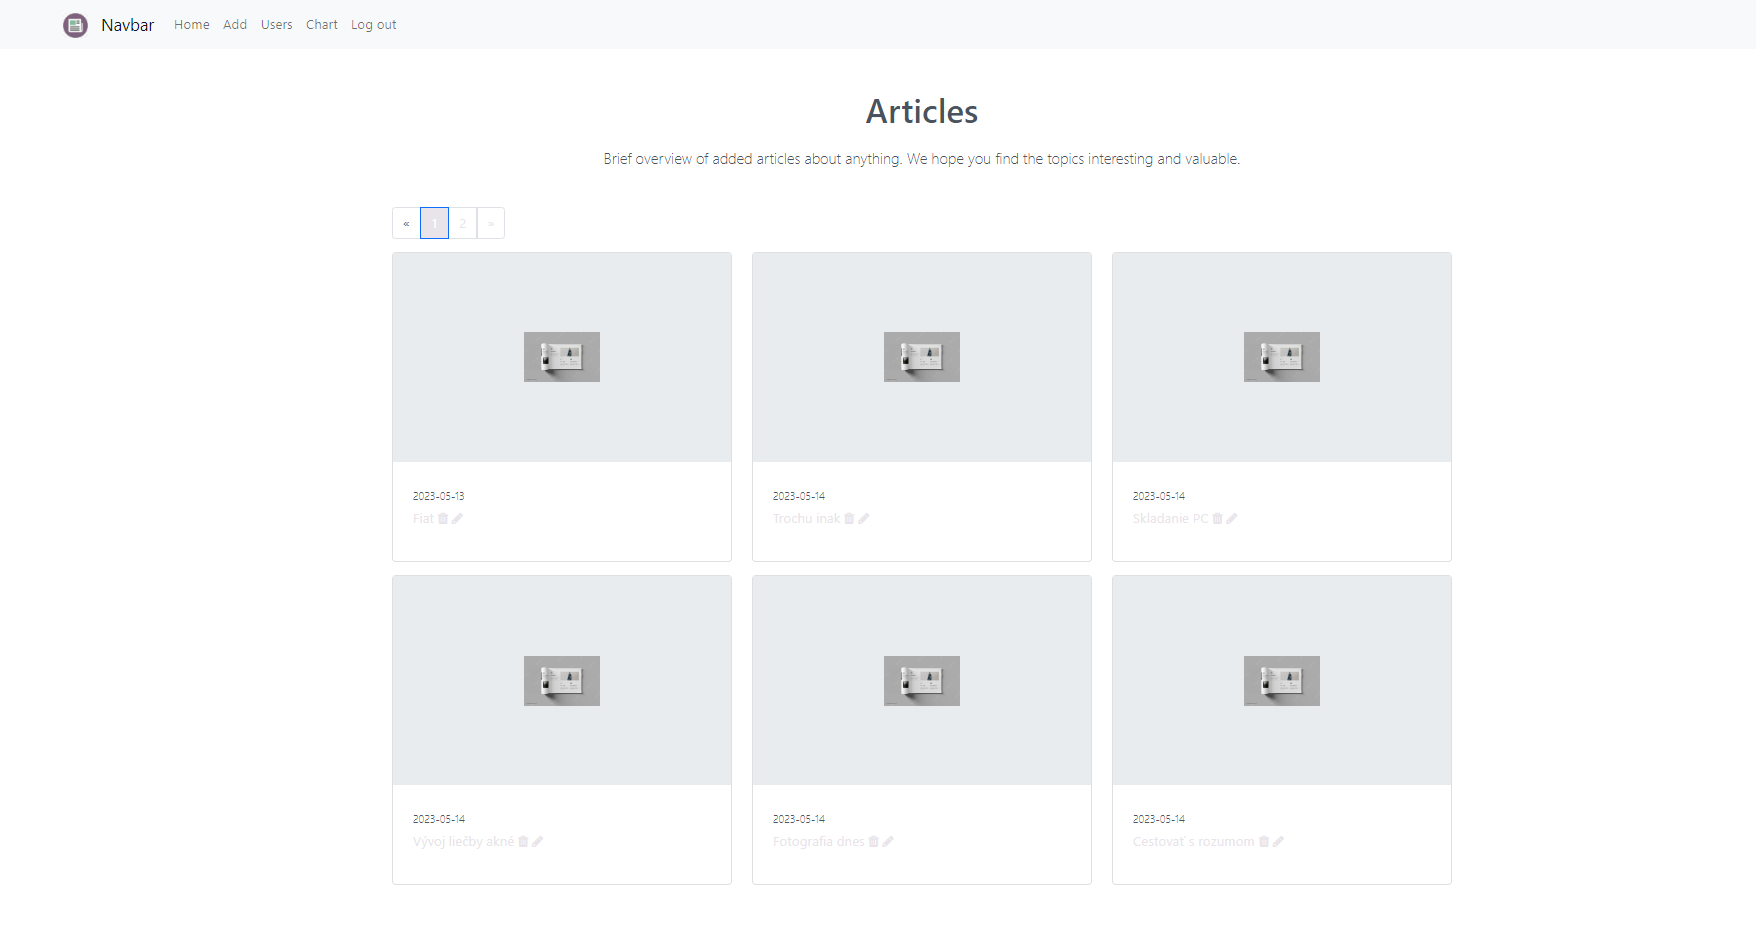 Navbar Home Add Users Chart Log out
Articles
Brief overview of added articles about anything. We hope you find the topics interesting and valuable.
« 1 2 »
2023-05-13
Fiat
2023-05-14
Trochu inak
2023-05-14
Skladanie PC
2023-05-14
Vývoj liečby akné
2023-05-14
Fotografia dnes
2023-05-14
Cestovať s rozumom